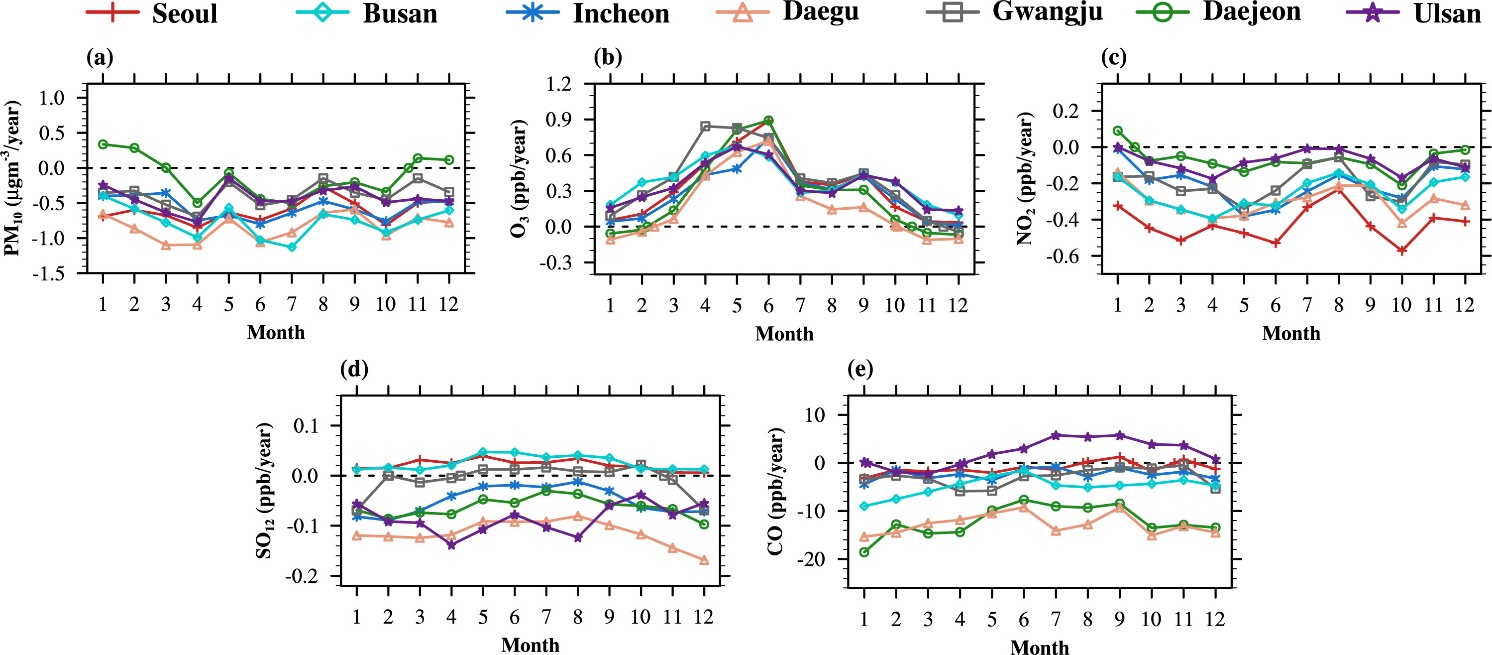 Seoul Busan Incheon Daegu Gwangju Daejeon Ulsan
(a)
PM10 (µgm-3/year)
1.0
0.5
0.0
-0.5
-1.0
-1.5
1 2 3 4 5 6 7 8 9 10 11 12
Month
(b)
O3 (ppb/year)
1.2
0.9
0.6
0.3
0.0
-0.3
1 2 3 4 5 6 7 8 9 10 11 12
Month
(c)
NO2 (ppb/year)
0.2
0.0
-0.2
-0.4
-0.6
1 2 3 4 5 6 7 8 9 10 11 12
Month
(d)
SO12 (ppb/year)
0.1
0.0
-0.1
-0.2
1 2 3 4 5 6 7 8 9 10 11 12
Month
(e)
CO (ppb/year)
10
0
-10
-20
1 2 3 4 5 6 7 8 9 10 11 12
Month